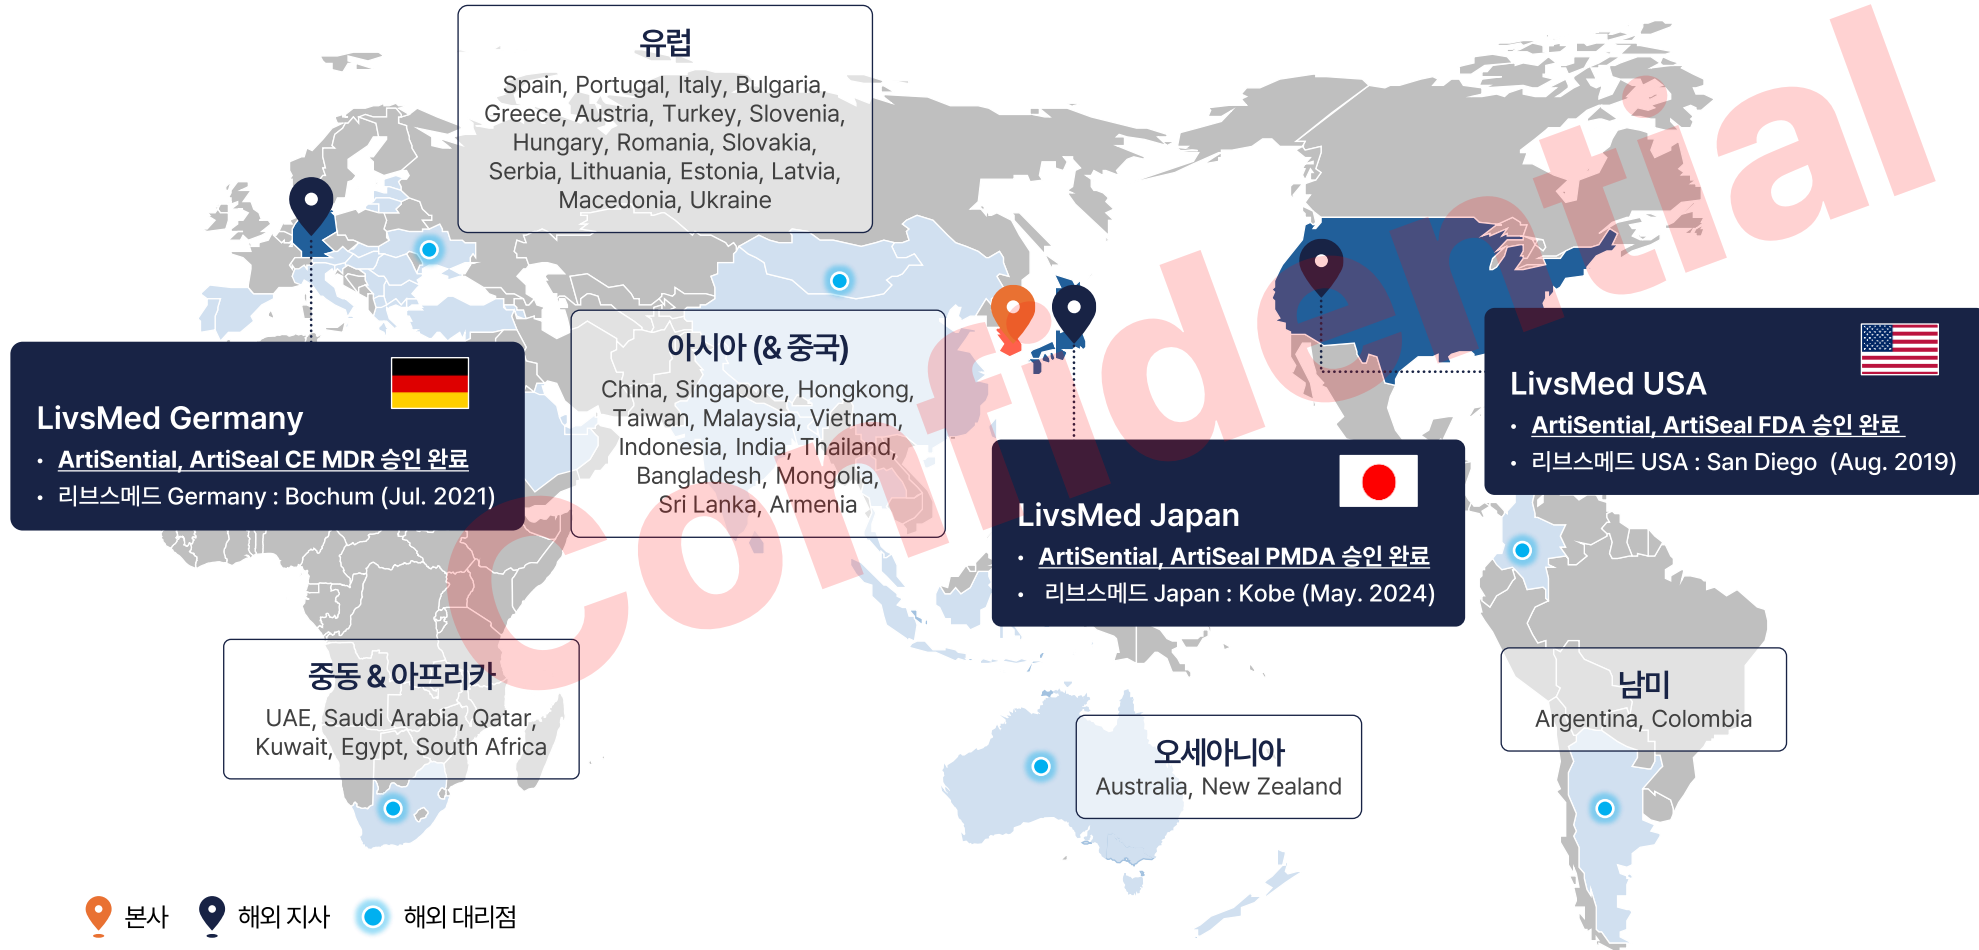 유럽
Spain, Portugal, Italy, Bulgaria,
Greece, Austria, Turkey, Slovenia,
Hungary, Romania, Slovakia,
Serbia, Lithuania, Estonia, Latvia,
Macedonia, Ukraine
아시아 (& 중국)
China, Singapore, Hongkong,
Taiwan, Malaysia, Vietnam,
Indonesia, India, Thailand,
Bangladesh, Mongolia,
Sri Lanka, Armenia
LivsMed Germany
• ArtiSential, ArtiSeal CE MDR 승인 완료
• 리브스메드 Germany : Bochum (Jul. 2021)
LivsMed USA
• ArtiSential, ArtiSeal FDA 승인 완료
• 리브스메드 USA : San Diego (Aug. 2019)
LivsMed Japan
• ArtiSential, ArtiSeal PMDA 승인 완료
• 리브스메드 Japan : Kobe (May. 2024)
중동 & 아프리카
UAE, Saudi Arabia, Qatar,
Kuwait, Egypt, South Africa
오세아니아
Australia, New Zealand
남미
Argentina, Colombia
본사
해외 지사
해외 대리점
Confidential